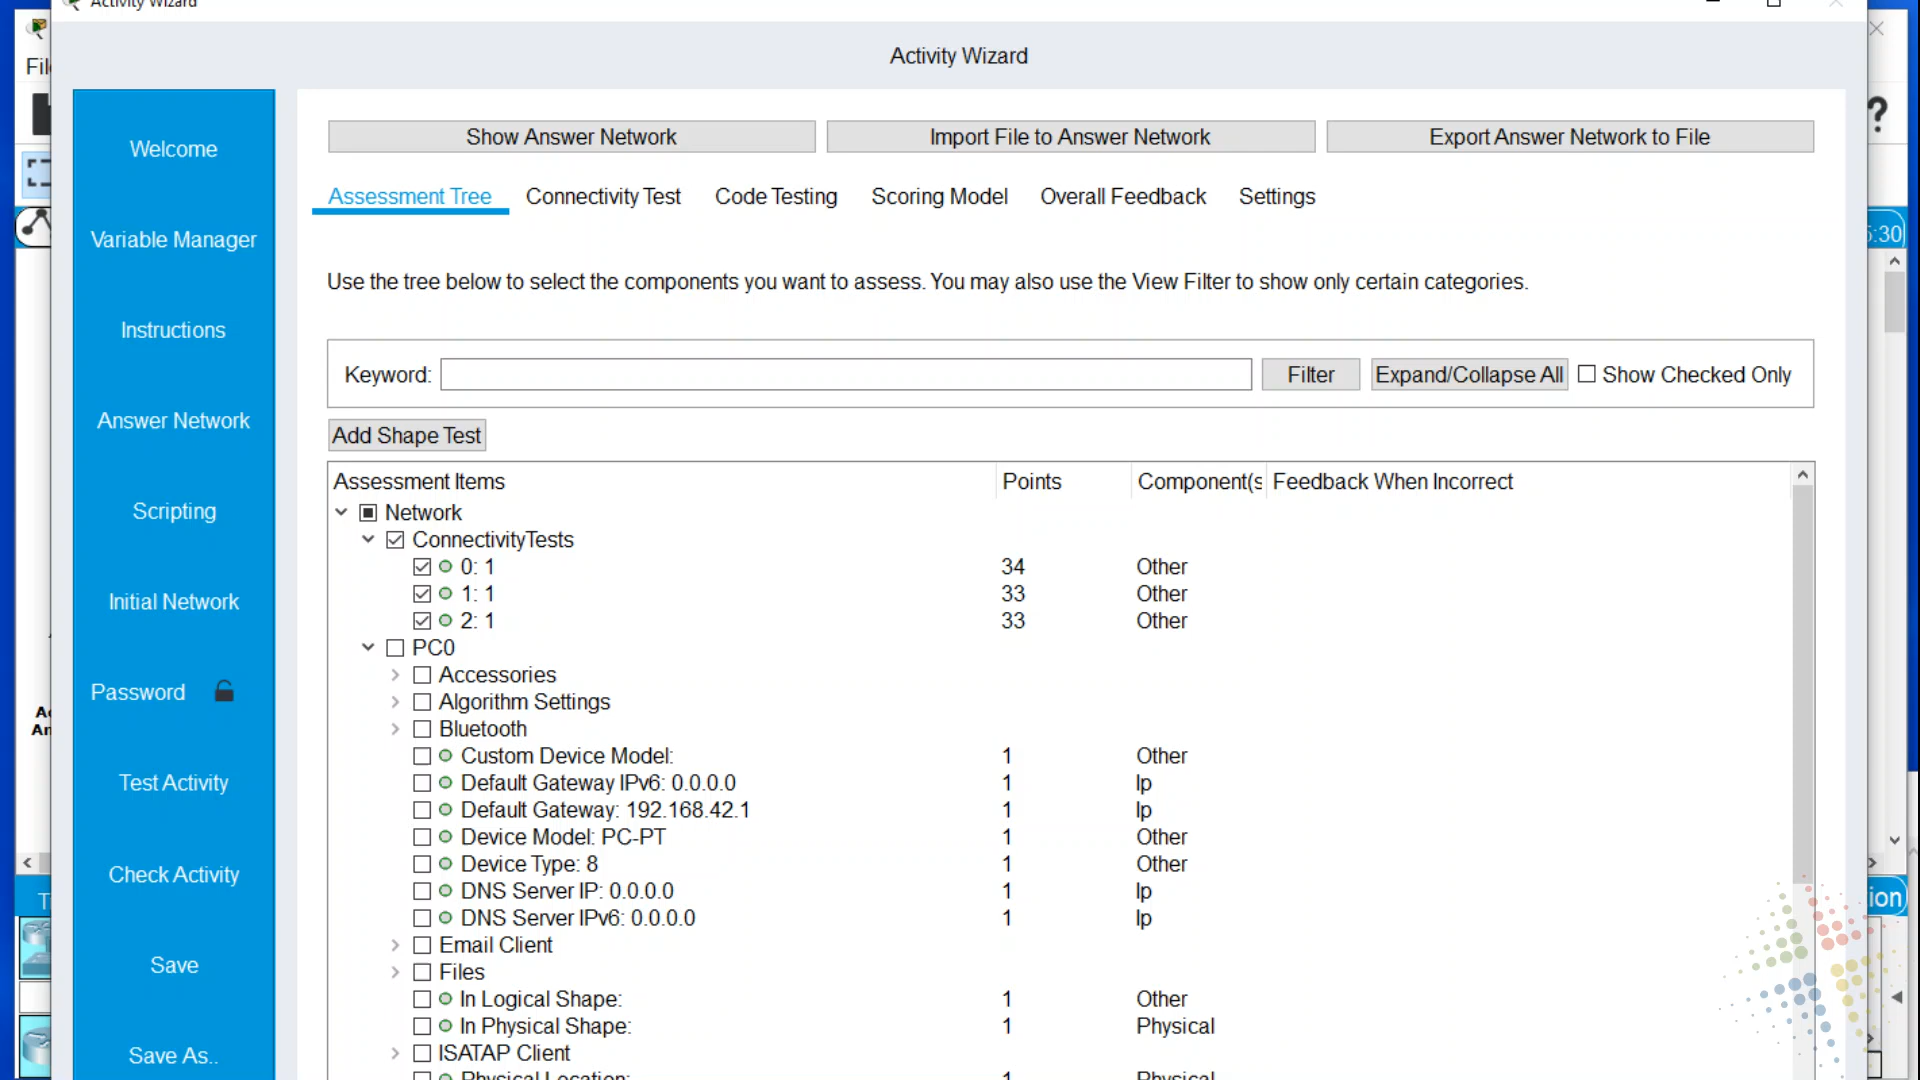 Activity Wizard
Activity Wizard
Show Answer Network
Import File to Answer Network
Export Answer Network to File
Welcome
Variable Manager
Instructions
Answer Network
Scripting
Initial Network
Password
Test Activity
Check Activity
Save
Save As..
Assessment Tree
Connectivity Test
Code Testing
Scoring Model
Overall Feedback
Settings
Use the tree below to select the components you want to assess. You may also use the View Filter to show only certain categories.
Keyword:
Filter
Expand/Collapse All
Show Checked Only
Add Shape Test
Assessment Items Points Component(s Feedback When Incorrect
Network
ConnectivityTests
0: 1 34 Other
1: 1 33 Other
2: 1 33 Other
PC0
Accessories
Algorithm Settings
Bluetooth
Custom Device Model: 1 Other
Default Gateway IPv6: 0.0.0.0 1 Ip
Default Gateway: 192.168.42.1 1 Ip
Device Model: PC-PT 1 Other
Device Type: 8 1 Other
DNS Server IP: 0.0.0.0 1 Ip
DNS Server IPv6: 0.0.0.0 1 Ip
Email Client
Files
In Logical Shape: 1 Other
In Physical Shape: 1 Physical
ISATAP Client
Physical Location: 1 Physical